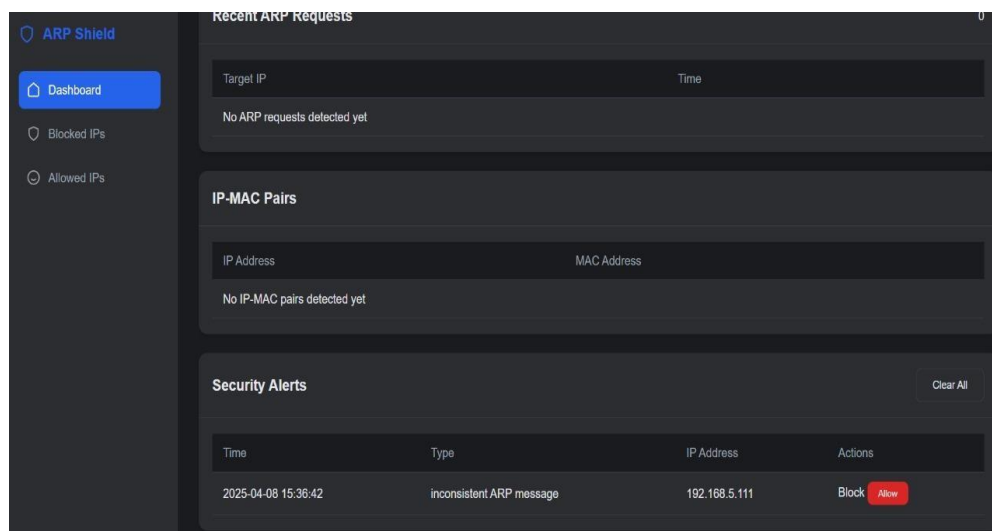 ARP Shield
Dashboard
Blocked IPs
Allowed IPs
Recent ARP Requests 0
Target IP Time
No ARP requests detected yet
IP-MAC Pairs
IP Address MAC Address
No IP-MAC pairs detected yet
Security Alerts Clear All
Time Type IP Address Actions
2025-04-08 15:36:42 inconsistent ARP message 192.168.5.111 Block Allow